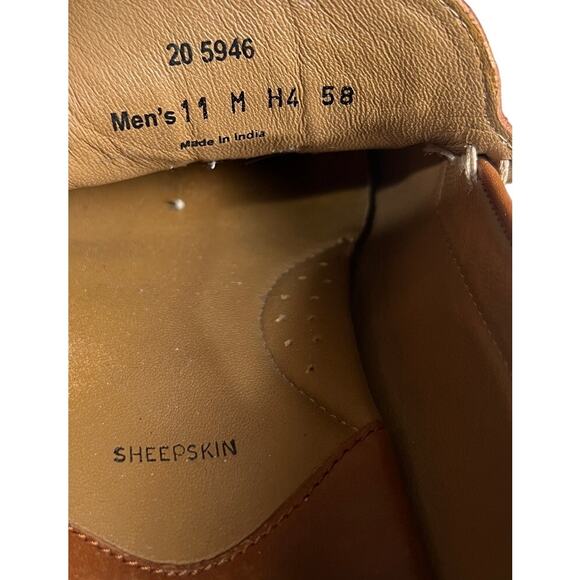 20 5946
Men's 11 M H4 58
Made in India
SHEEPSKIN